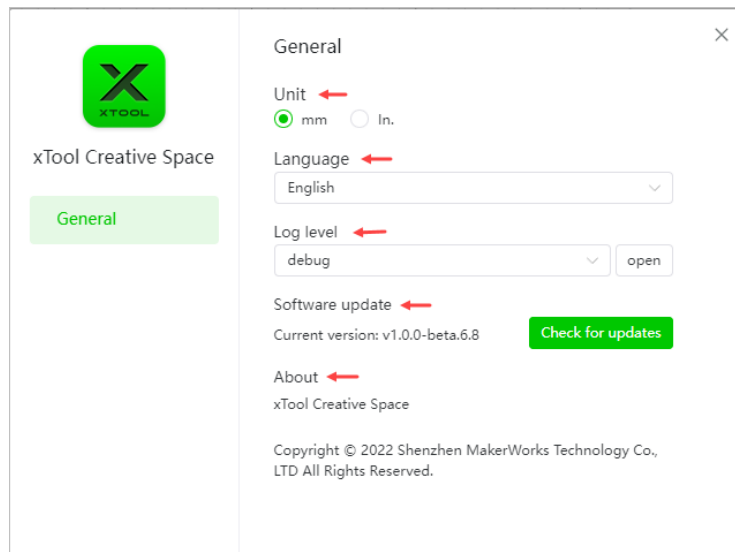 XTOOL
xTool Creative Space
General
General
Unit
mm In.
Language
English
Log level
debug open
Software update
Current version: v1.0.0-beta.6.8 Check for updates
About
xTool Creative Space
Copyright © 2022 Shenzhen MakerWorks Technology Co.,
LTD All Rights Reserved.